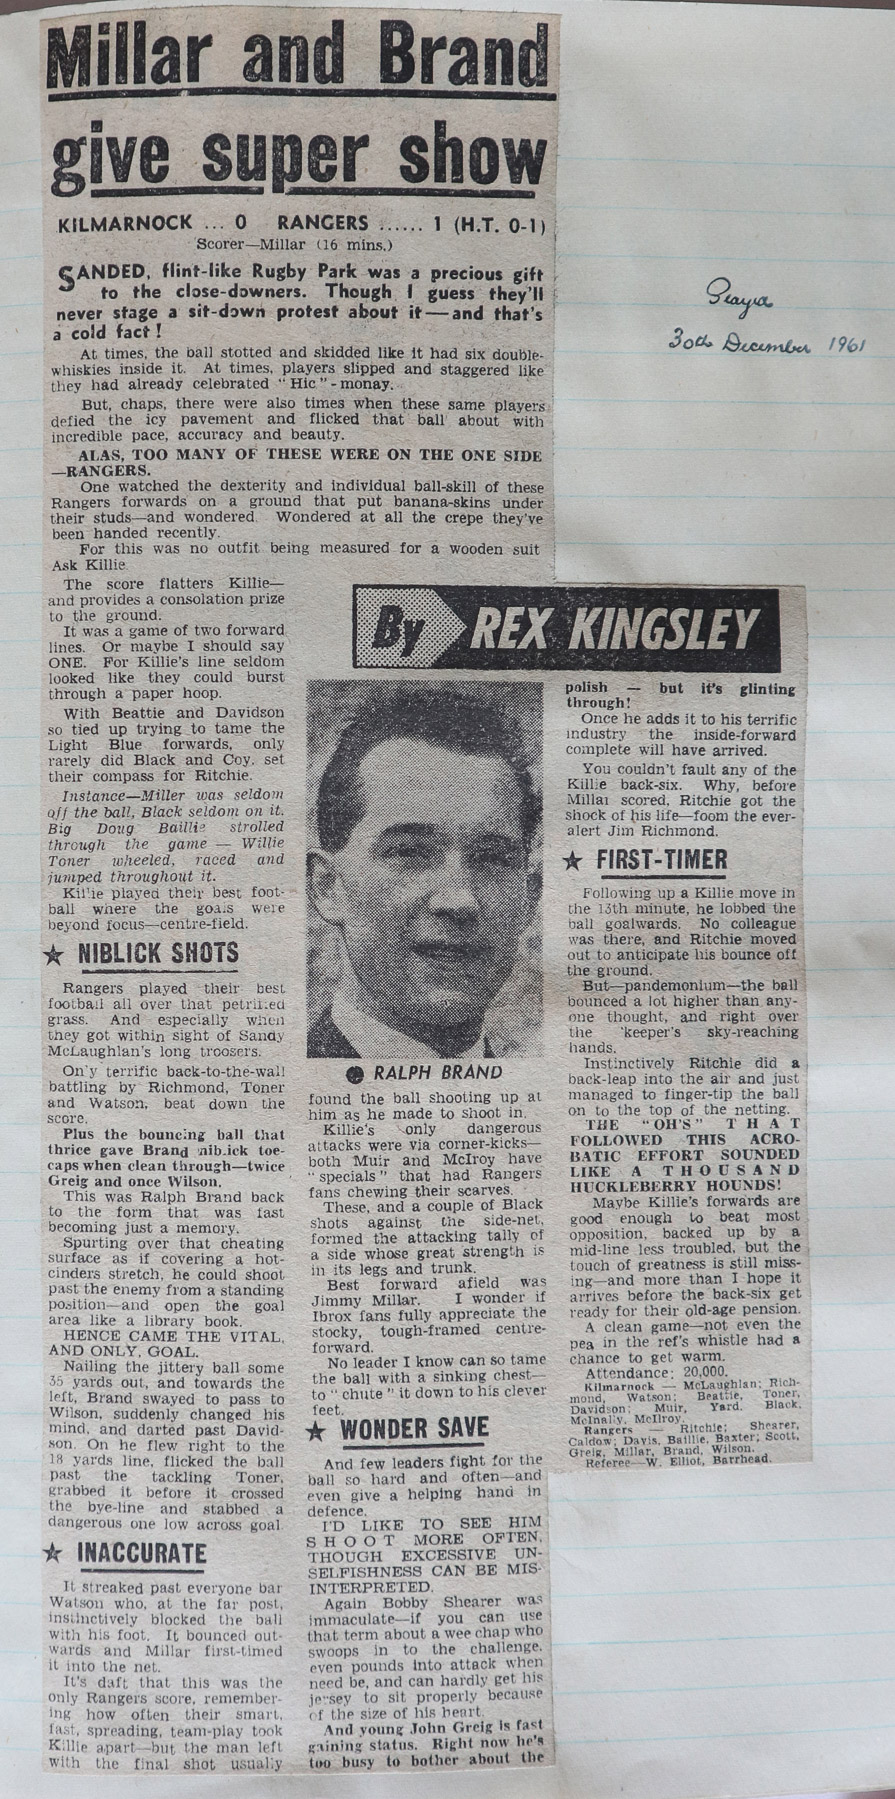 Millar and Brand
give super show
KILMARNOCK ... 0 RANGERS ...... 1 (H.T. 0-1)
Scorer—Millar (16 mins.)
SANDED, flint-like Rugby Park was a precious gift
to the close-downers. Though I guess they'll
never stage a sit-down protest about it—and that's
a cold fact!
At times, the ball stotted and skidded like it had six double-
whiskies inside it. At times, players slipped and staggered like
they had already celebrated "Hic"-monay.
But, chaps, there were also times when these same players
defied the icy pavement and flicked that ball about with
incredible pace, accuracy and beauty.
ALAS, TOO MANY OF THESE WERE ON THE ONE SIDE
—RANGERS.
One watched the dexterity and individual ball-skill of these
Rangers forwards on a ground that put banana-skins under
their studs—and wondered. Wondered at all the crepe they've
been handed recently.
For this was no outfit being measured for a wooden suit
Ask Killie
The score flatters Killie—
and provides a consolation prize
to the ground.
It was a game of two forward
lines. Or maybe I should say
ONE. For Killie's line seldom
looked like they could burst
through a paper hoop.
With Beattie and Davidson
so tied up trying to tame the
Light Blue forwards, only
rarely did Black and Coy. set
their compass for Ritchie.
Instance—Miller was seldom
off the ball, Black seldom on it.
Big Doug Baillie strolled
through the game — Willie
Toner wheeled, raced and
jumped throughout it.
Killie played their best foot-
ball where the goals were
beyond focus—centre-field.
★ NIBLICK SHOTS
Rangers played their best
football all over that petrified
grass. And especially when
they got within sight of Sandy
McLaughlan's long troosers.
Only terrific back-to-the-wall
battling by Richmond, Toner
and Watson, beat down the
score.
Plus the bouncing ball that
thrice gave Brand niblick toe-
caps when clean through—twice
Greig and once Wilson.
This was Ralph Brand back
to the form that was fast
becoming just a memory.
Spurting over that cheating
surface as if covering a hot-
cinders stretch, he could shoot
past the enemy from a standing
position—and open the goal
area like a library book.
HENCE CAME THE VITAL,
AND ONLY, GOAL.
Nailing the jittery ball some
35 yards out, and towards the
left, Brand swayed to pass to
Wilson, suddenly changed his
mind, and darted past David-
son. On he flew right to the
18 yards line, flicked the ball
past the tackling Toner,
grabbed it before it crossed
the bye-line and stabbed a
dangerous one low across goal.
★ INACCURATE
It streaked past everyone bar
Watson who, at the far post,
instinctively blocked the ball
with his foot. It bounced out-
wards and Millar first-timed
it into the net.
It's daft that this was the
only Rangers score, remember-
ing how often their smart,
fast, spreading, team-play took
Killie apart—but the man left
with the final shot usually
By REX KINGSLEY
● RALPH BRAND
found the ball shooting up at
him as he made to shoot in.
Killie's only dangerous
attacks were via corner-kicks—
both Muir and McIroy have
"specials" that had Rangers
fans chewing their scarves.
These, and a couple of Black
shots against the side-net,
formed the attacking tally of
a side whose great strength is
in its legs and trunk.
Best forward afield was
Jimmy Millar. I wonder if
Ibrox fans fully appreciate the
stocky, tough-framed centre-
forward.
No leader I know can so tame
the ball with a sinking chest—
to "chute" it down to his clever
feet.
★ WONDER SAVE
And few leaders fight for the
ball so hard and often—and
even give a helping hand in
defence.
I'D LIKE TO SEE HIM
SHOOT MORE OFTEN,
THOUGH EXCESSIVE UN-
SELFISHNESS CAN BE MIS-
INTERPRETED.
Again Bobby Shearer was
immaculate—if you can use
that term about a wee chap who
swoops in to the challenge,
even pounds into attack when
need be, and can hardly get his
jersey to sit properly because
of the size of his heart.
And young John Greig is fast
gaining status. Right now he's
too busy to bother about the
polish — but it's glinting
through!
Once he adds it to his terrific
industry the inside-forward
complete will have arrived.
You couldn't fault any of the
Killie back-six. Why, before
Millar scored, Ritchie got the
shock of his life—foom the ever-
alert Jim Richmond.
★ FIRST-TIMER
Following up a Killie move in
the 13th minute, he lobbed the
ball goalwards. No colleague
was there, and Ritchie moved
out to anticipate his bounce off
the ground.
But—pandemonium—the ball
bounced a lot higher than any-
one thought, and right over
the 'keeper's sky-reaching
hands.
Instinctively Ritchie did a
back-leap into the air and just
managed to finger-tip the ball
on to the top of the netting.
THE "OH'S" THAT
FOLLOWED THIS ACRO-
BATIC EFFORT SOUNDED
LIKE A THOUSAND
HUCKLEBERRY HOUNDS!
Maybe Killie's forwards are
good enough to beat most
opposition, backed up by a
mid-line less troubled, but the
touch of greatness is still miss-
ing—and more than I hope it
arrives before the back-six get
ready for their old-age pension.
A clean game—not even the
pea in the ref's whistle had a
chance to get warm.
Attendance; 20,000.
Kilmarnock — McLaughlan; Rich-
mond, Watson; Beattie, Toner,
Davidson; Muir, Yard, Black,
McInally, McIlroy.
Rangers — Ritchie; Shearer,
Caldow; Davis, Baillie, Baxter; Scott,
Greig, Millar, Brand, Wilson.
Referee—W. Elliot, Barrhead.
30th December 1961